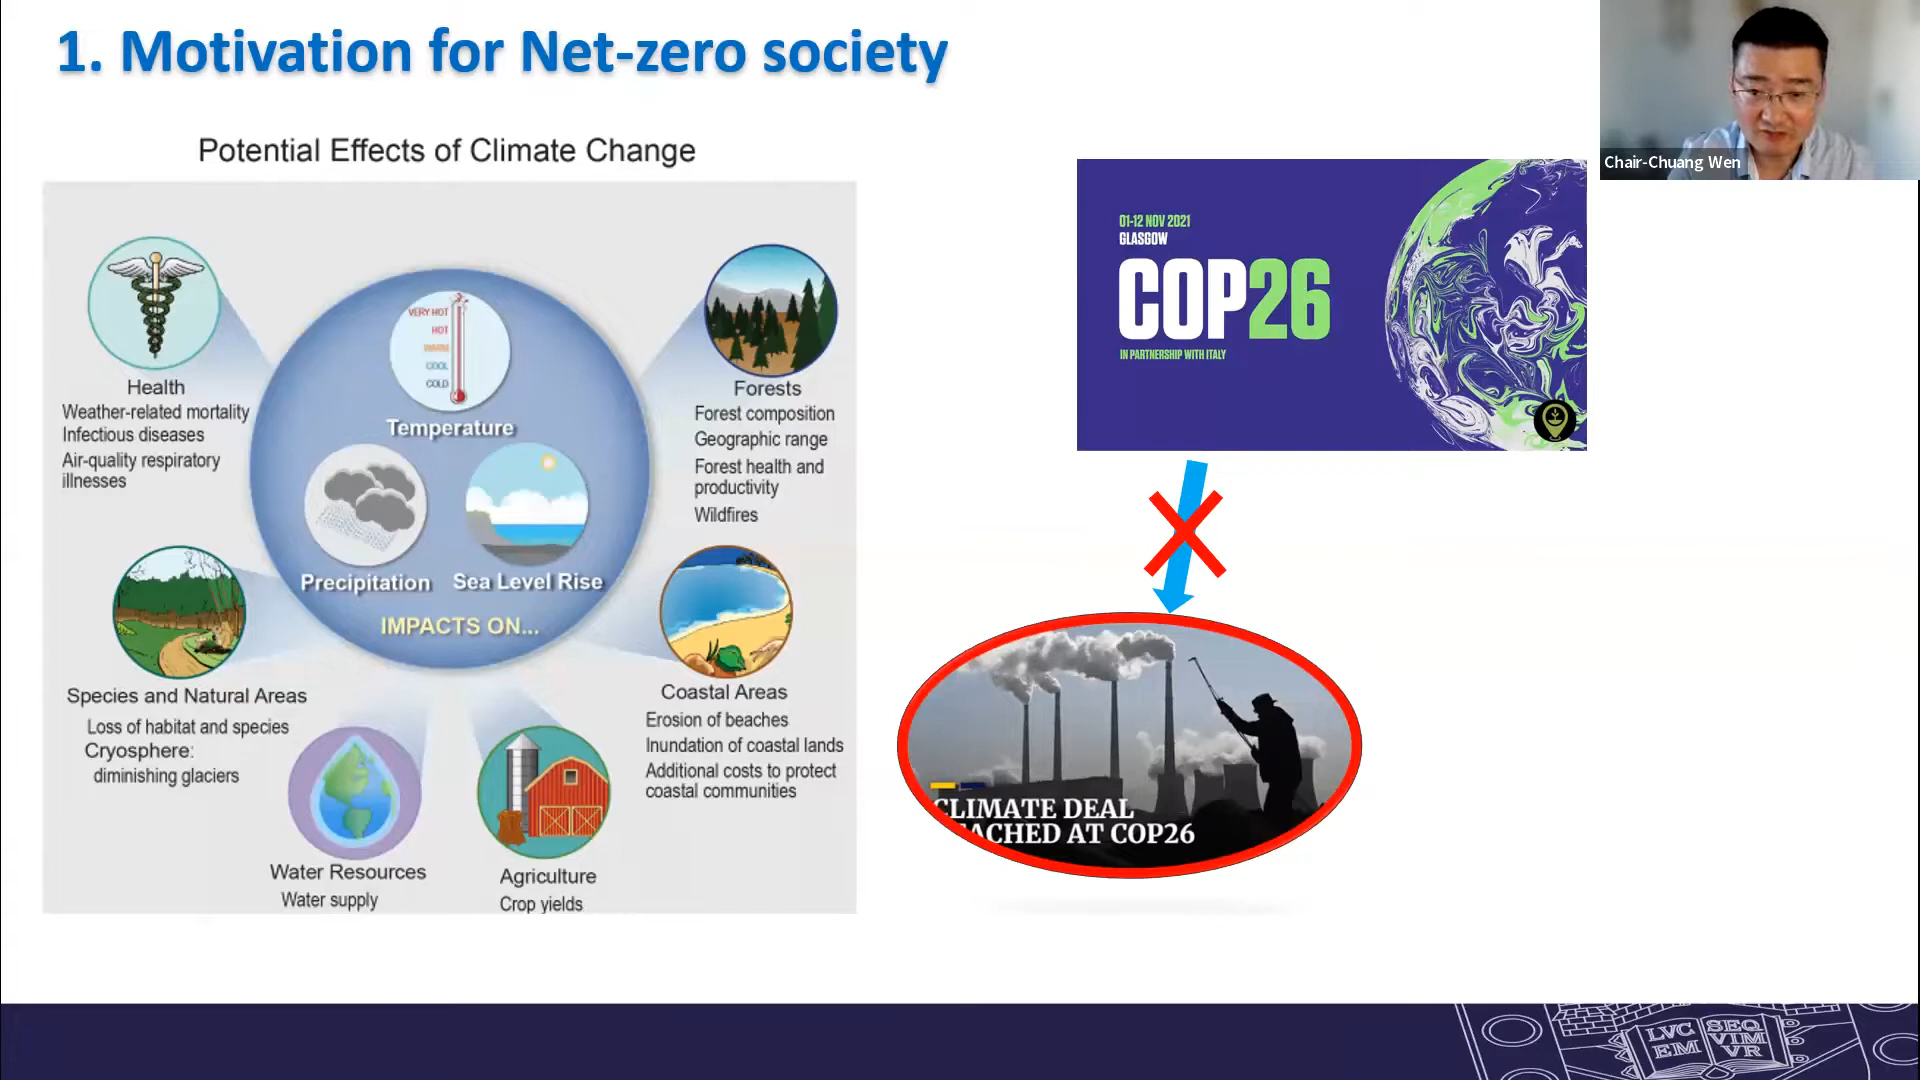 1. Motivation for Net-zero society
Chair-Chuang Wen
Potential Effects of Climate Change
Health
Weather-related mortality
Infectious diseases
Air-quality respiratory
illnesses
VERY HOT
HOT
WARM
COOL
COLD
Temperature
Precipitation
Sea Level Rise
IMPACTS ON...
Forests
Forest composition
Geographic range
Forest health and
productivity
Wildfires
Species and Natural Areas
Loss of habitat and species
Cryosphere:
diminishing glaciers
Water Resources
Water supply
Agriculture
Crop yields
Coastal Areas
Erosion of beaches
Inundation of coastal lands
Additional costs to protect
coastal communities
01-12 NOV 2021
GLASGOW
COP26
IN PARTNERSHIP WITH ITALY
CLIMATE DEAL
EACHED AT COP26
LVC
EM
SEQ
VIM
VR